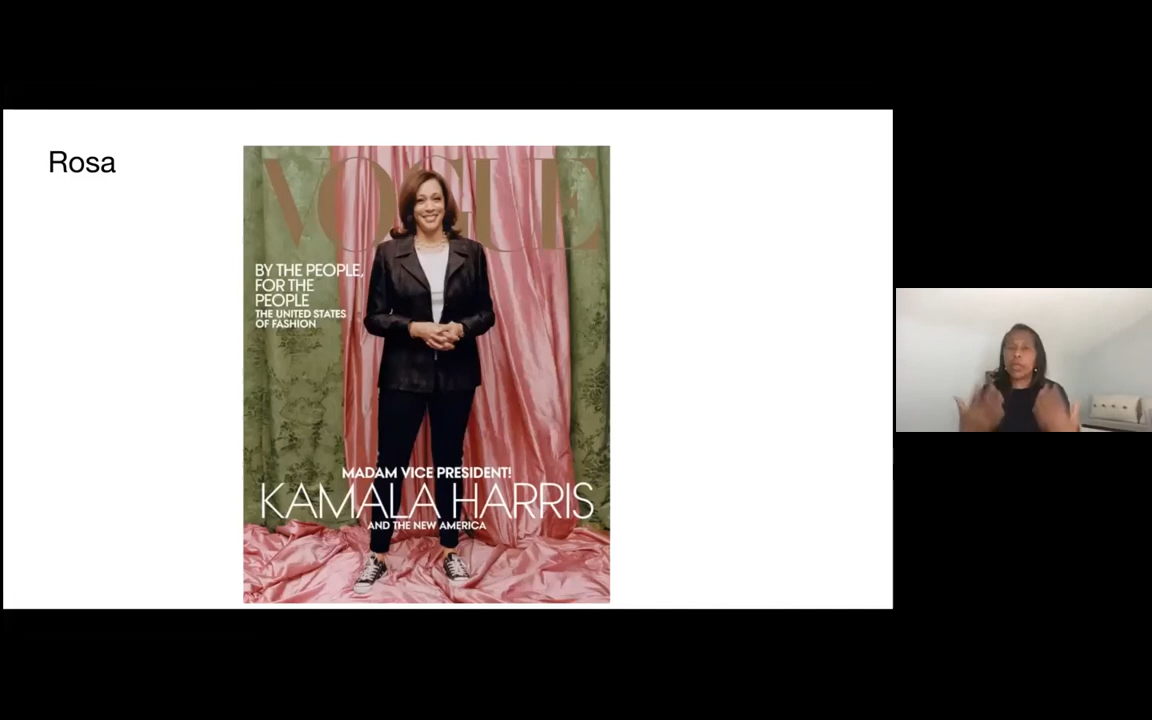 Rosa
VOGUE
BY THE PEOPLE,
FOR THE
PEOPLE
THE UNITED STATES
OF FASHION
MADAM VICE PRESIDENT!
KAMALA HARRIS
AND THE NEW AMERICA